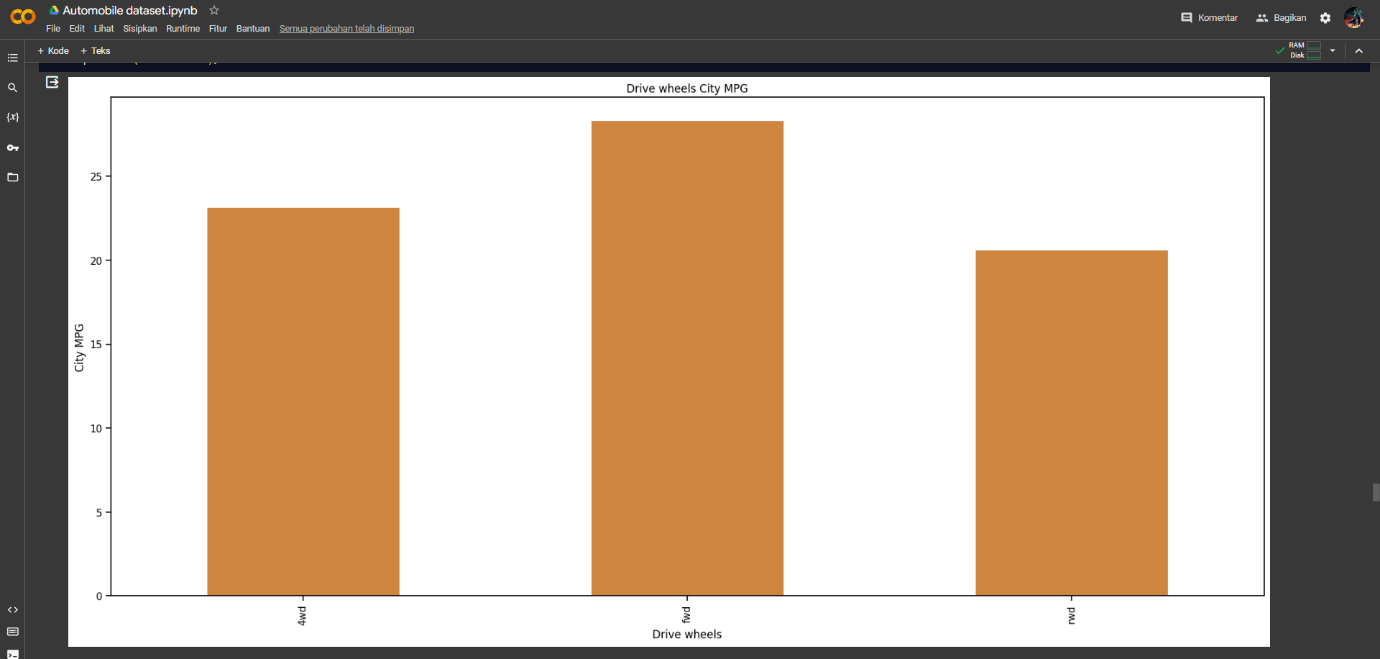 Automobile dataset.ipynb
File Edit Lihat Sisipkan Runtime Fitur Bantuan Semua perubahan telah disimpan
Komentar Bagikan
+ Kode + Teks
RAM
Disk
{x}
Drive wheels City MPG
City MPG
25
20
15
10
5
0
4wd fwd rwd
Drive wheels